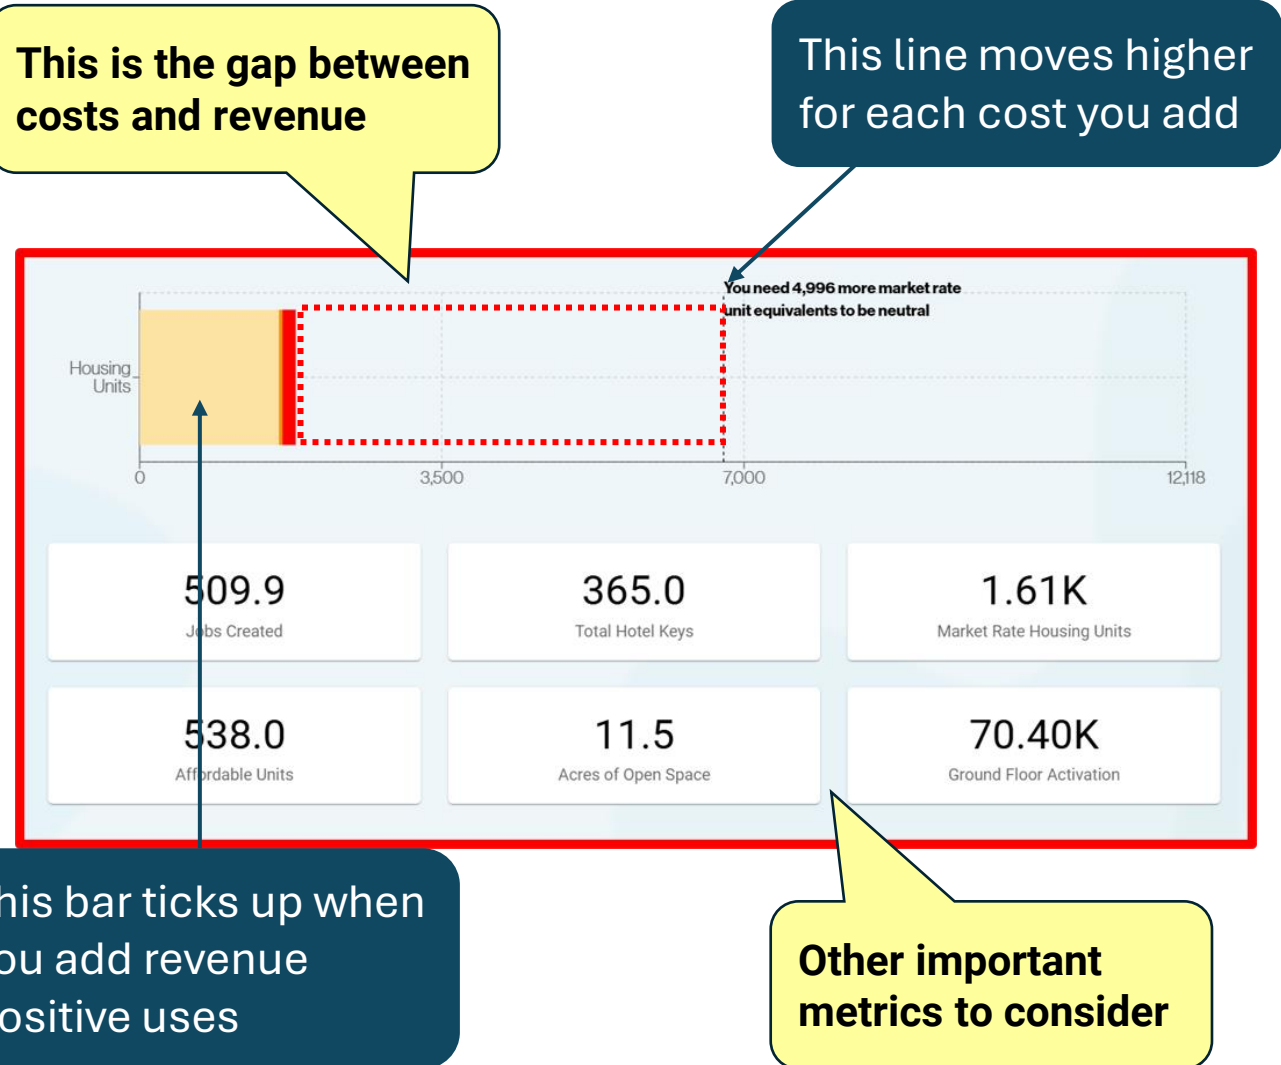 This is the gap between
costs and revenue
This line moves higher
for each cost you add
You need 4,996 more market rate
unit equivalents to be neutral
Housing
Units
0
3,500
7,000
12,118
509.9
Jobs Created
365.0
Total Hotel Keys
1.61K
Market Rate Housing Units
538.0
Affordable Units
11.5
Acres of Open Space
70.40K
Ground Floor Activation
his bar ticks up when
ou add revenue
ositive uses
Other important
metrics to consider